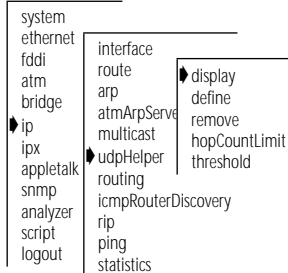 system
ethernet
fddi
atm
bridge
ip
ipx
appletalk
snmp
analyzer
script
logout
interface
route
arp
atmArpServe
multicast
udpHelper
routing
icmpRouterDiscovery
rip
ping
statistics
display
define
remove
hopCountLimit
threshold